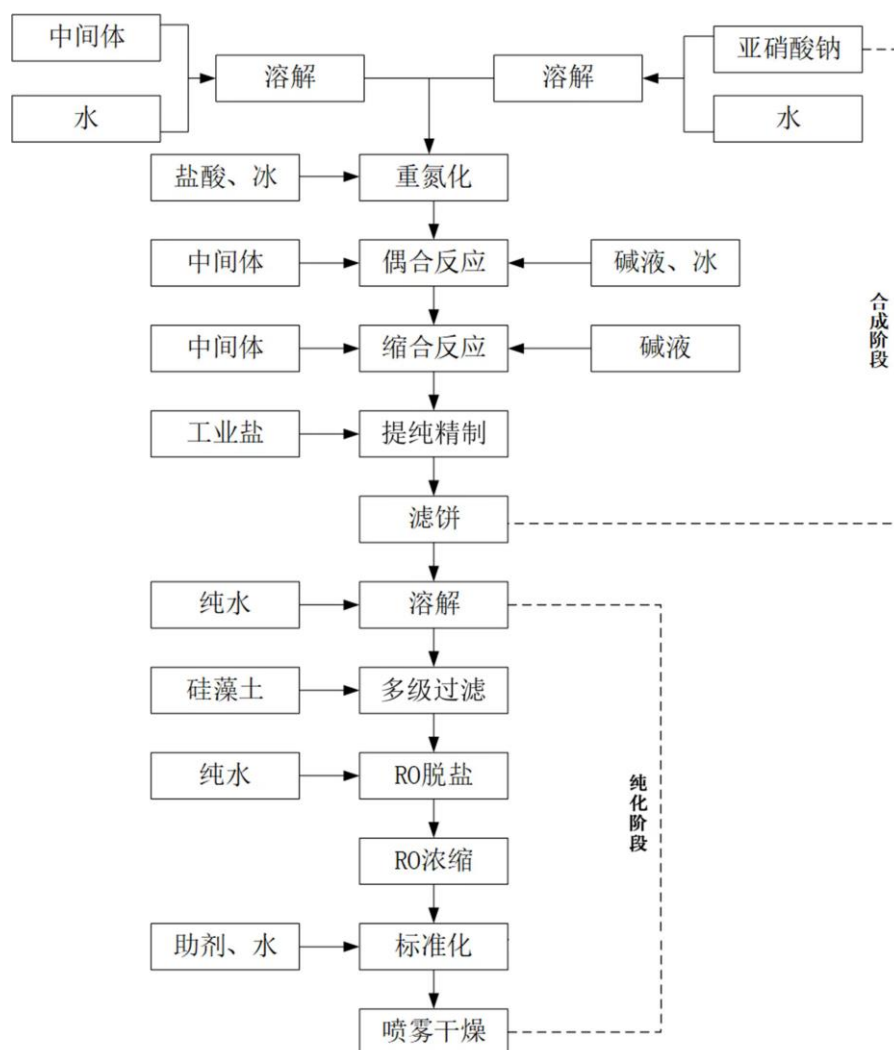 中间体
亚硝酸钠
溶解
溶解
水
水
盐酸、冰
重氮化
中间体
偶合反应
碱液、冰
合成阶段
中间体
缩合反应
碱液
工业盐
提纯精制
滤饼
纯水
溶解
硅藻土
多级过滤
纯水
RO脱盐
纯化阶段
RO浓缩
助剂、水
标准化
喷雾干燥